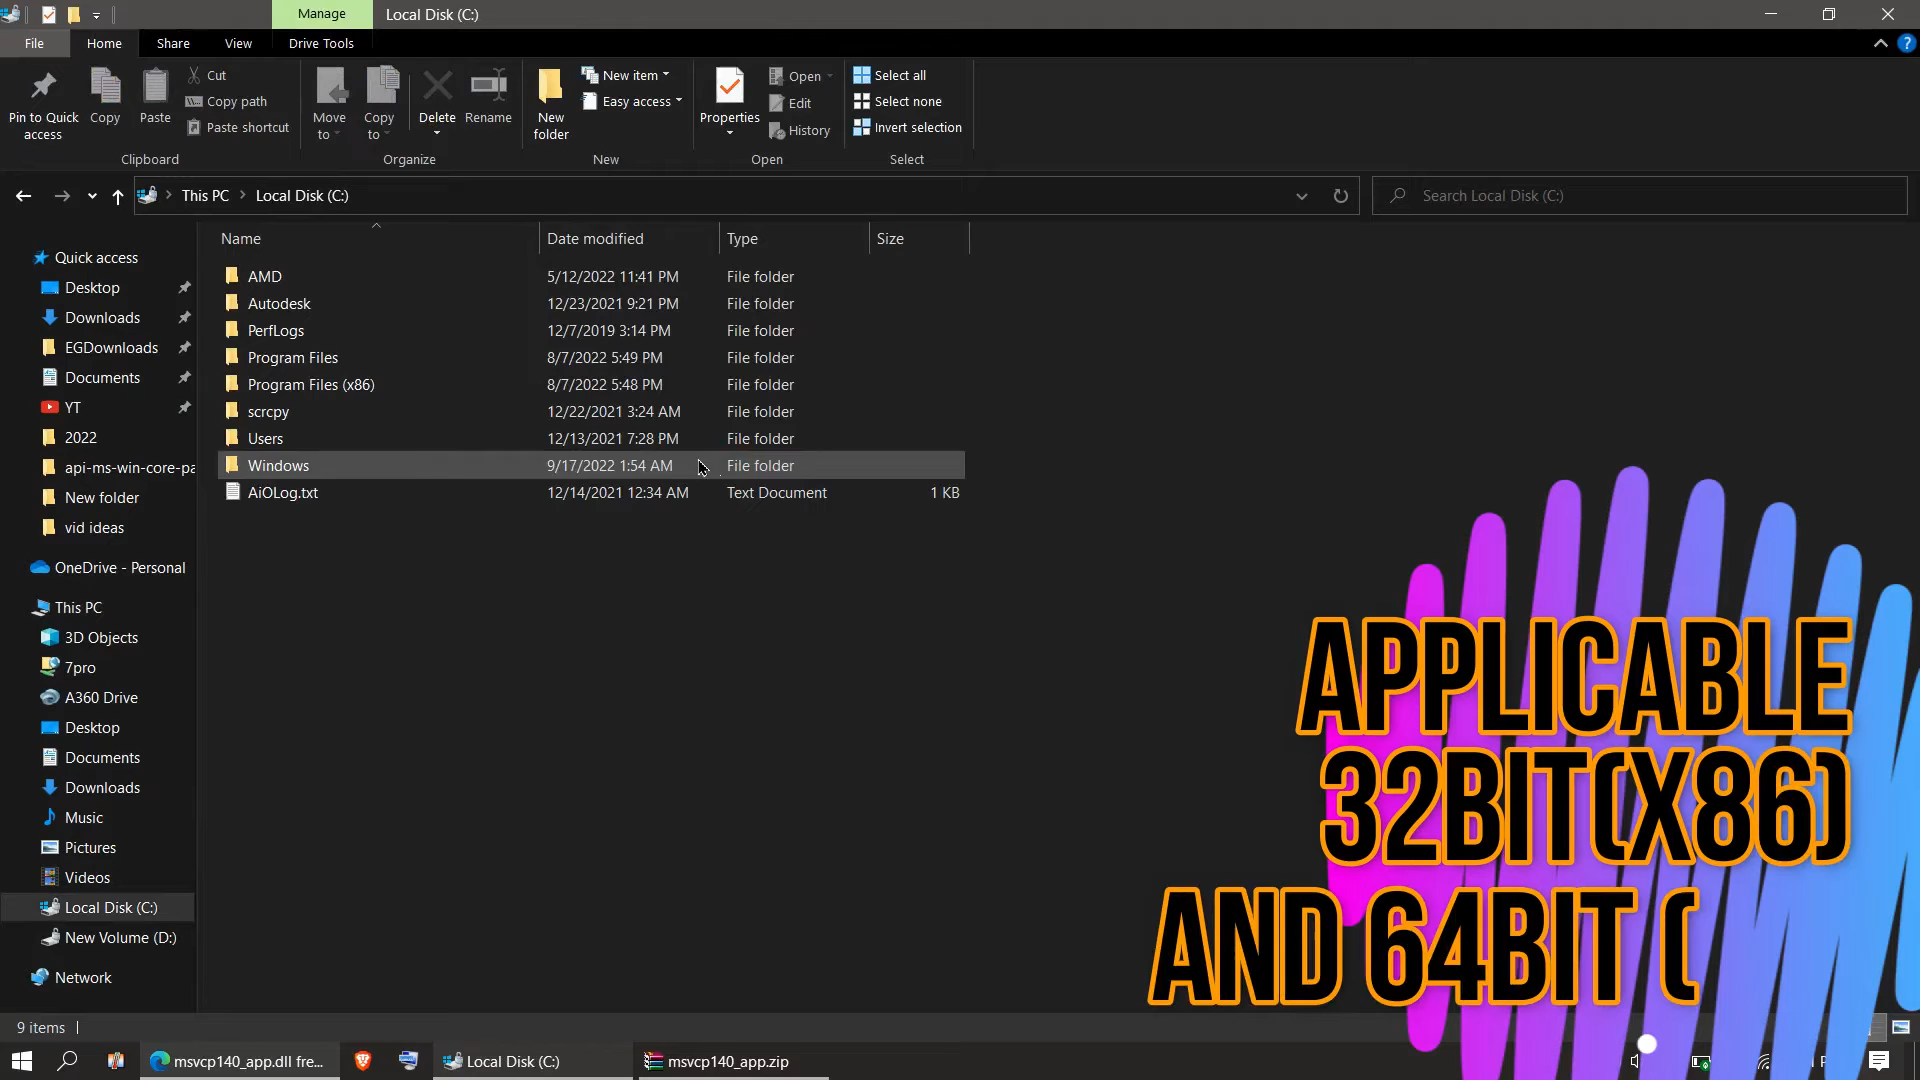 Manage
Local Disk (C:)
File
Home
Share
View
Drive Tools
Pin to Quick access
Copy
Paste
Cut
Copy path
Paste shortcut
Clipboard
Move to
Copy to
Delete
Rename
Organize
New folder
New item
Easy access
New
Properties
Open
Edit
History
Open
Select all
Select none
Invert selection
Select
This PC
Local Disk (C:)
Search Local Disk (C:)
Name Date modified Type Size
AMD 5/12/2022 11:41 PM File folder
Autodesk 12/23/2021 9:21 PM File folder
PerfLogs 12/7/2019 3:14 PM File folder
Program Files 8/7/2022 5:49 PM File folder
Program Files (x86) 8/7/2022 5:48 PM File folder
scrcpy 12/22/2021 3:24 AM File folder
Users 12/13/2021 7:28 PM File folder
Windows 9/17/2022 1:54 AM File folder
AiOLog.txt 12/14/2021 12:34 AM Text Document 1 KB
Quick access
Desktop
Downloads
EGDownloads
Documents
YT
2022
api-ms-win-core-pa
New folder
vid ideas
OneDrive - Personal
This PC
3D Objects
7pro
A360 Drive
Desktop
Documents
Downloads
Music
Pictures
Videos
Local Disk (C:)
New Volume (D:)
Network
APPLICABLE
32BIT(X86)
AND 64BIT (
9 items
msvcp140_app.dll fre...
Local Disk (C:)
msvcp140_app.zip